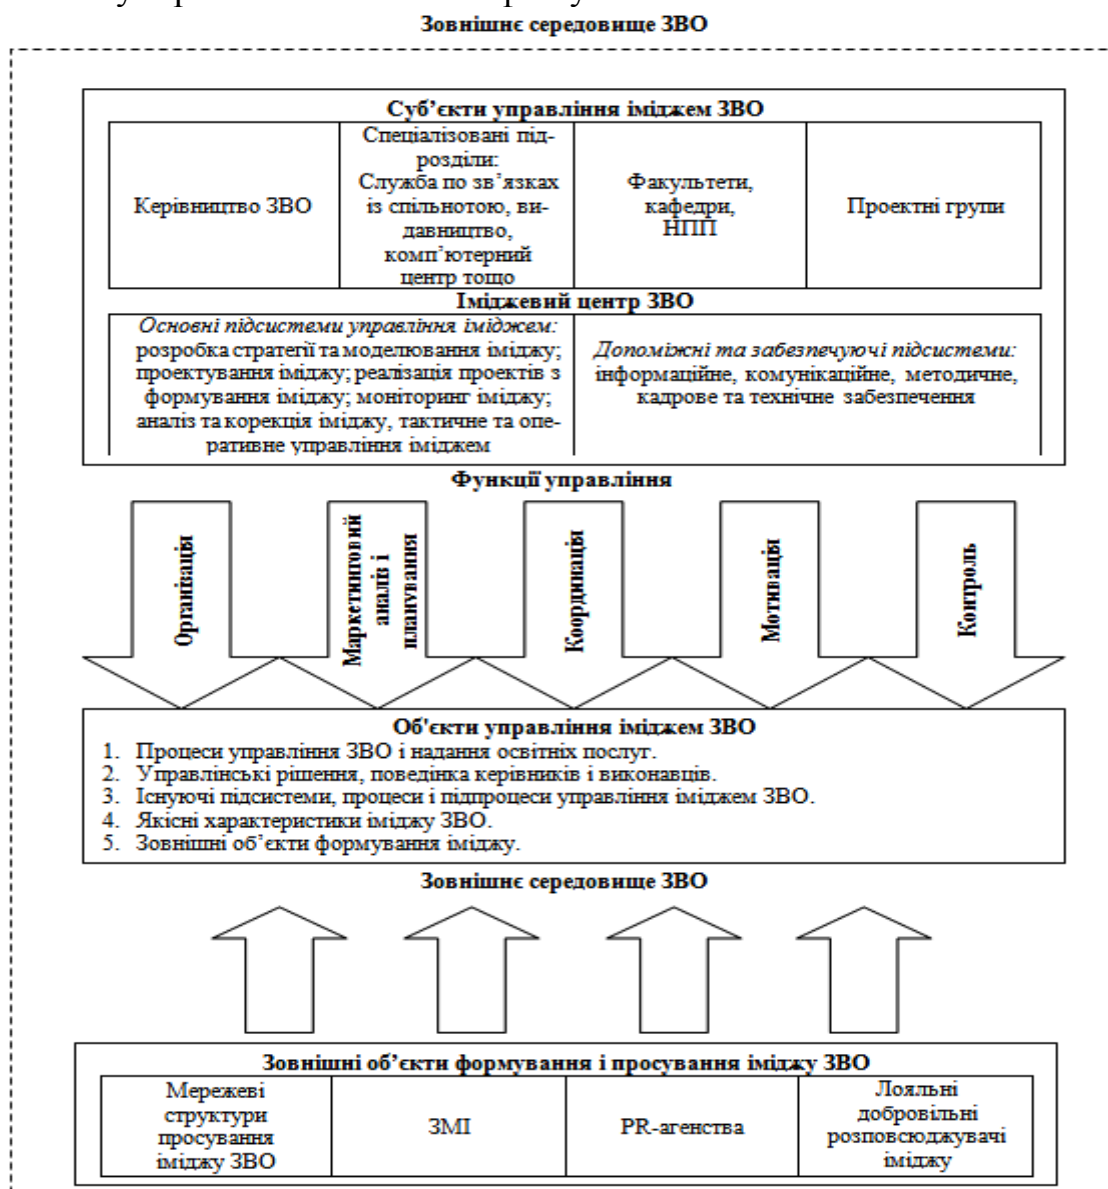 Зовнішнє середовище ЗВО
Суб’єкти управління іміджем ЗВО
Керівництво ЗВО
Спеціалізовані під-
розділи:
Служба по зв’язках
із спільнотою, ви-
давництво,
комп’ютерний
центр тощо
Факультети,
кафедри,
НПП
Проектні групи
Іміджевий центр ЗВО
Основні підсистеми управління іміджем:
розробка стратегії та моделювання іміджу;
проектування іміджу; реалізація проектів з
формування іміджу; моніторинг іміджу;
аналіз та корекція іміджу, тактичне та опе-
ративне управління іміджем
Допоміжні та забезпечуючі підсистеми:
інформаційне, комунікаційне, методичне,
кадрове та технічне забезпечення
Функції управління
Організація
Маркетинговий
аналіз і
планування
Координація
Мотивація
Контроль
Об'єкти управління іміджем ЗВО
1. Процеси управління ЗВО і надання освітніх послуг.
2. Управлінські рішення, поведінка керівників і виконавців.
3. Існуючі підсистеми, процеси і підпроцеси управління іміджем ЗВО.
4. Якісні характеристики іміджу ЗВО.
5. Зовнішні об’єкти формування іміджу.
Зовнішнє середовище ЗВО
Зовнішні об’єкти формування і просування іміджу ЗВО
Мережеві
структури
просування
іміджу ЗВО
ЗМІ
PR-агенства
Лояльні
добровільні
розповсюджувачі
іміджу